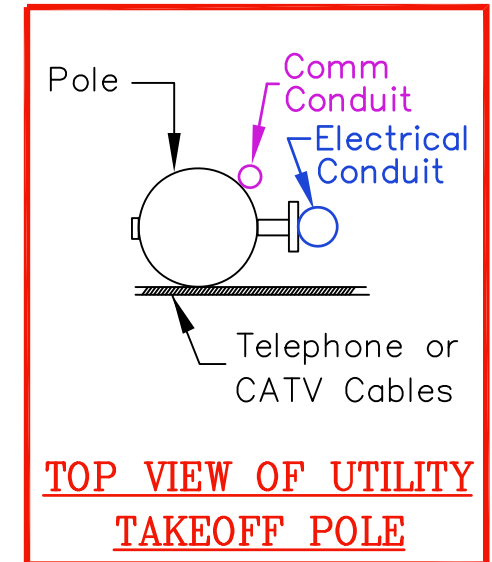 Pole
Comm
Conduit
Electrical
Conduit
Telephone or
CATV Cables
TOP VIEW OF UTILITY
TAKEOFF POLE